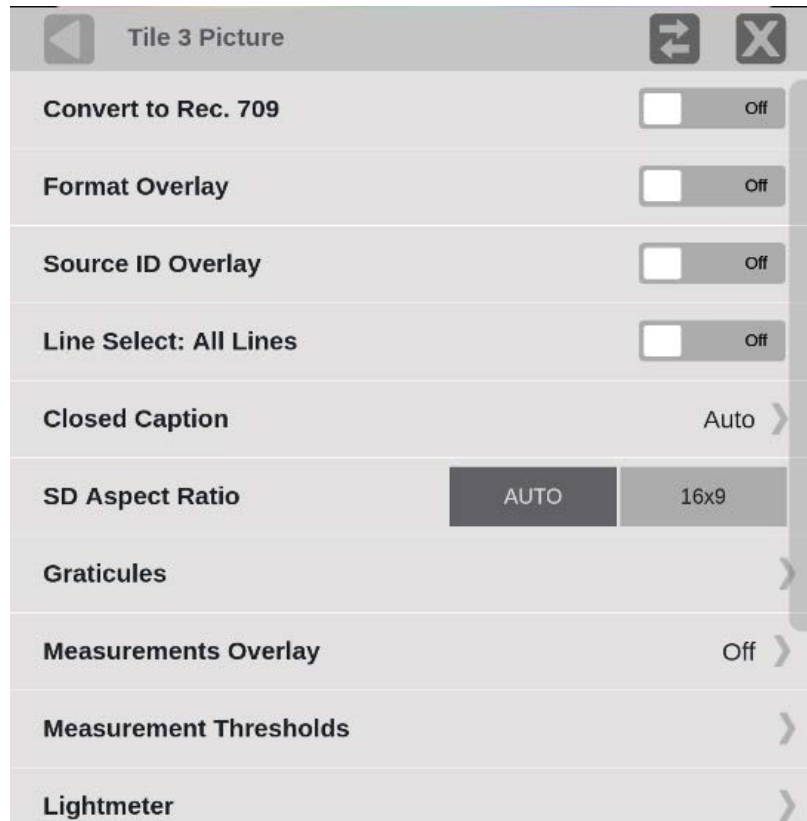 Tile 3 Picture
Convert to Rec. 709 Off
Format Overlay Off
Source ID Overlay Off
Line Select: All Lines Off
Closed Caption Auto
SD Aspect Ratio AUTO 16x9
Graticules
Measurements Overlay Off
Measurement Thresholds
Lightmeter